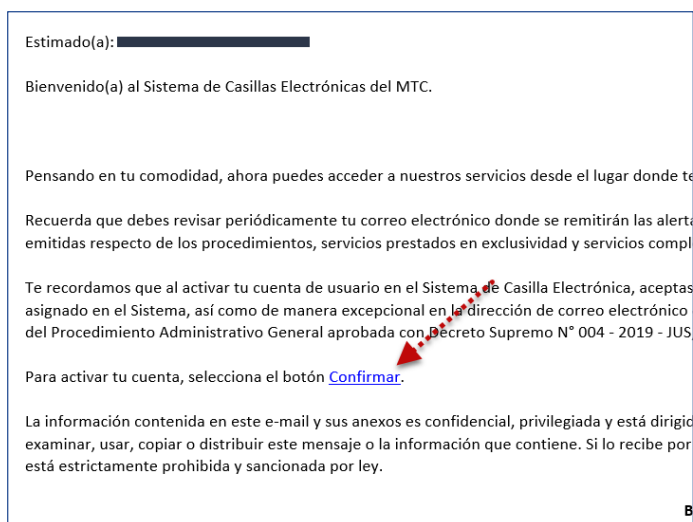 Estimado(a):
Bienvenido(a) al Sistema de Casillas Electrónicas del MTC.
Pensando en tu comodidad, ahora puedes acceder a nuestros servicios desde el lugar donde te
Recuerda que debes revisar periódicamente tu correo electrónico donde se remitirán las alerta
emitidas respecto de los procedimientos, servicios prestados en exclusividad y servicios compl
Te recordamos que al activar tu cuenta de usuario en el Sistema de Casilla Electrónica, aceptas
asignado en el Sistema, así como de manera excepcional en la dirección de correo electrónico
del Procedimiento Administrativo General aprobada con Decreto Supremo N° 004 - 2019 - JUS,
Para activar tu cuenta, selecciona el botón Confirmar.
La información contenida en este e-mail y sus anexos es confidencial, privilegiada y está dirigid
examinar, usar, copiar o distribuir este mensaje o la información que contiene. Si lo recibe por
está estrictamente prohibida y sancionada por ley.
B